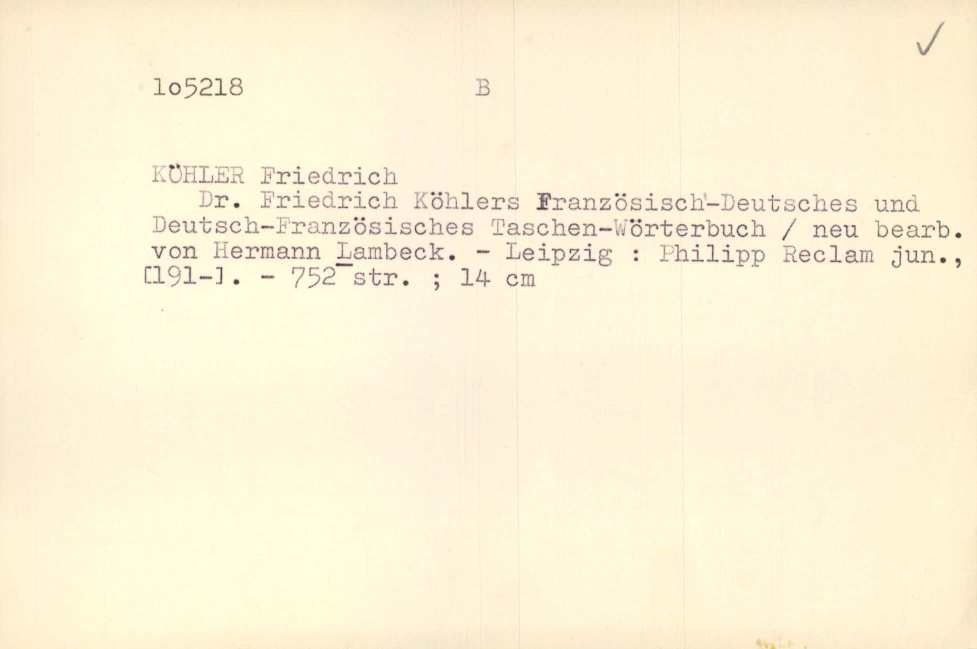 lo5218 B
KÖHLER Friedrich
Dr. Friedrich Köhlers Französisch-Deutsches und
Deutsch-Französisches Taschen-Wörterbuch / neu bearb.
von Hermann Lambeck. - Leipzig : Philipp Reclam jun.,
[191-]. - 752 str. ; 14 cm